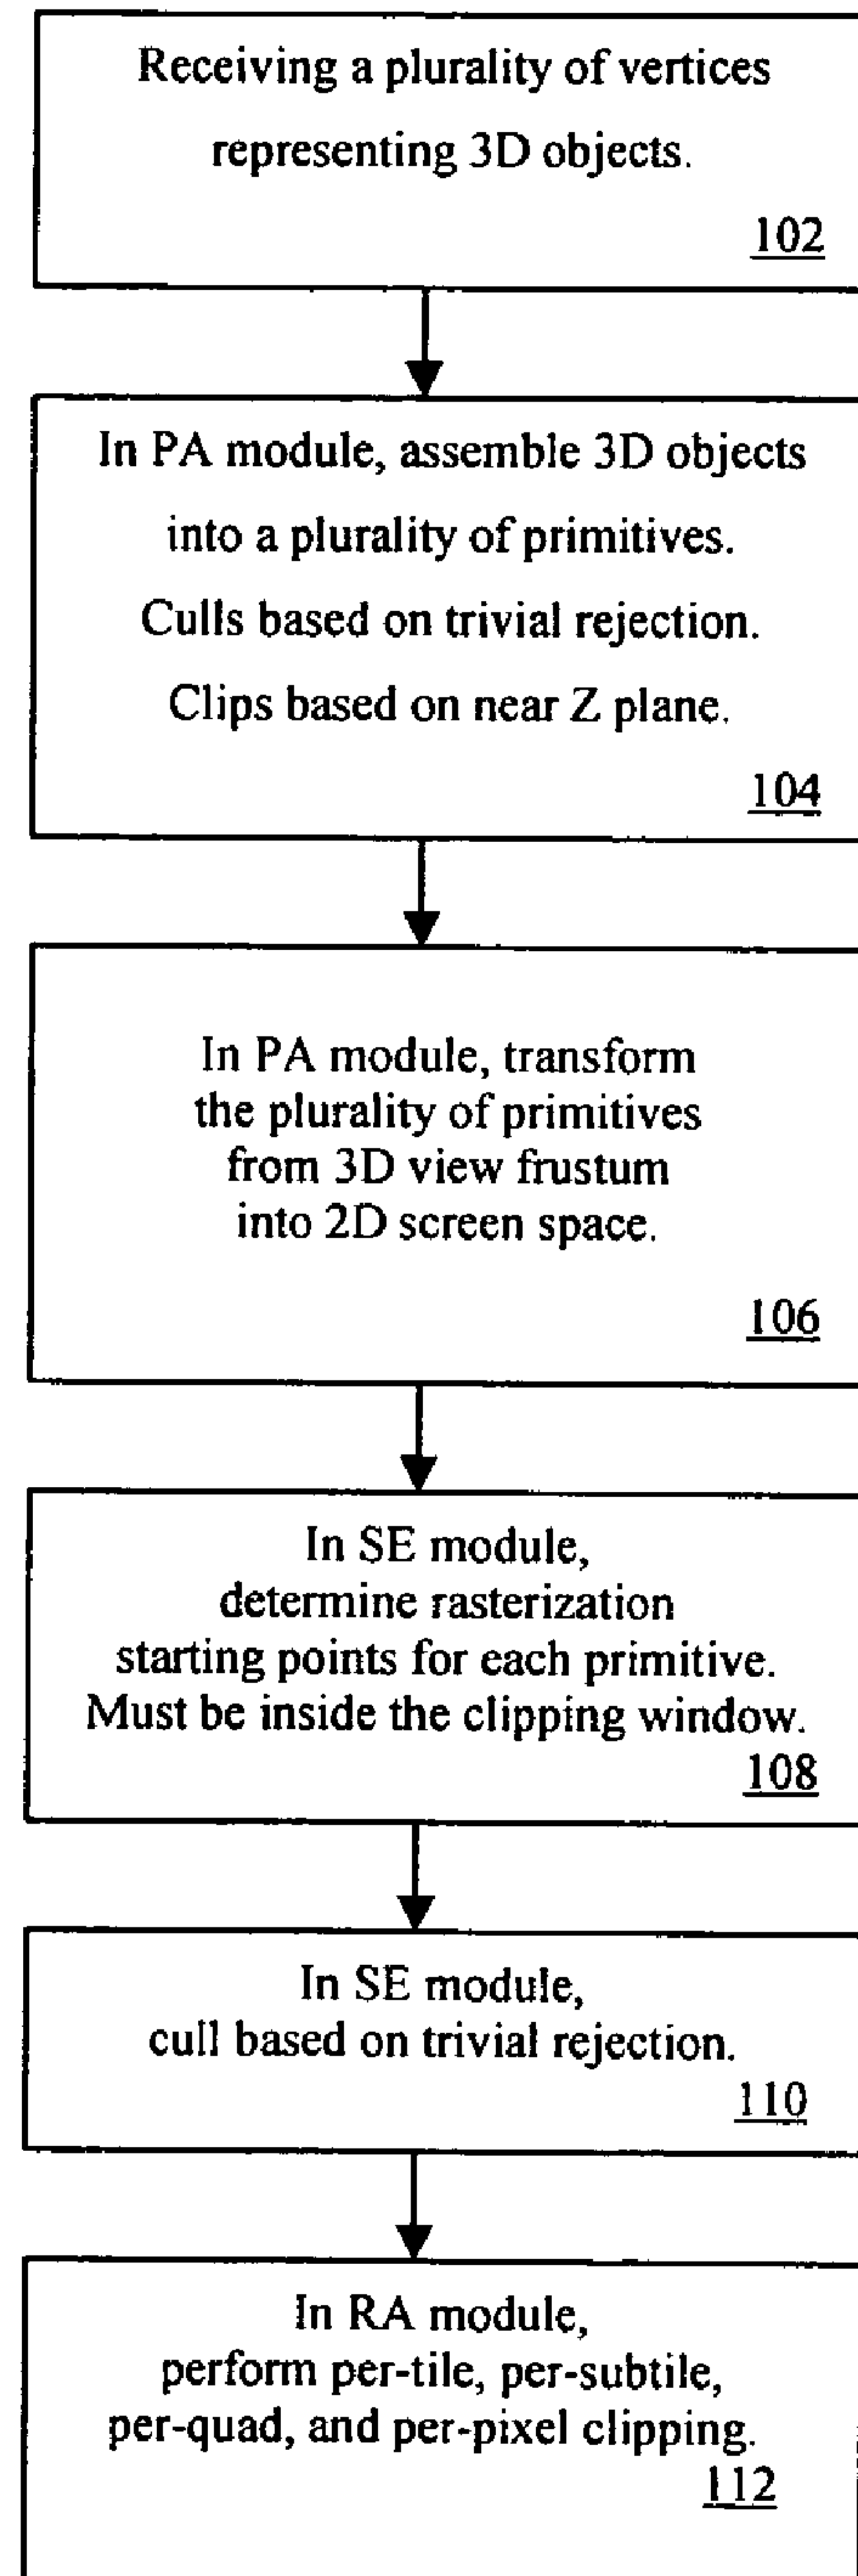 Receiving a plurality of vertices
representing 3D objects.
102
In PA module, assemble 3D objects
into a plurality of primitives.
Culls based on trivial rejection.
Clips based on near Z plane.
104
In PA module, transform
the plurality of primitives
from 3D view frustum
into 2D screen space.
106
In SE module,
determine rasterization
starting points for each primitive.
Must be inside the clipping window.
108
In SE module,
cull based on trivial rejection.
110
In RA module,
perform per-tile, per-subtile,
per-quad, and per-pixel clipping.
112